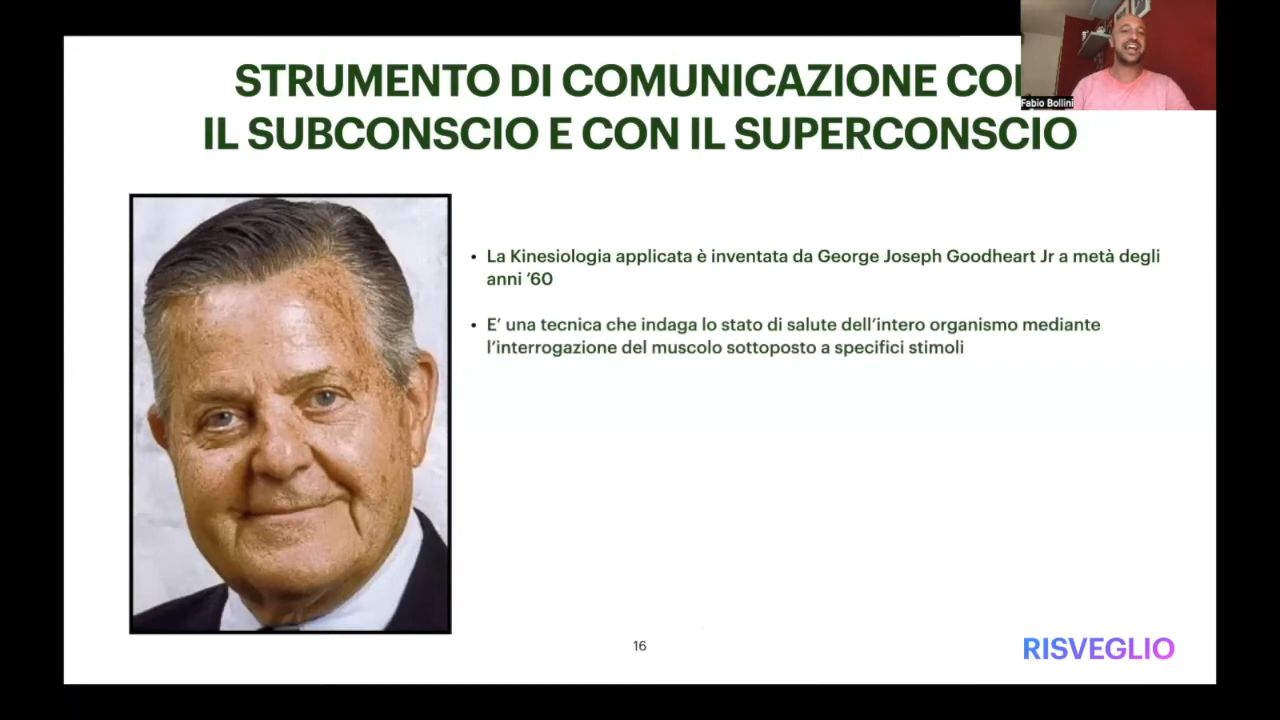 STRUMENTO DI COMUNICAZIONE CO
IL SUBCONSCIO E CON IL SUPERCONSCIO
Fabio Bollini
• La Kinesiologia applicata è inventata da George Joseph Goodheart Jr a metà degli
anni ’60
• E’ una tecnica che indaga lo stato di salute dell’intero organismo mediante
l’interrogazione del muscolo sottoposto a specifici stimoli
16
RISVEGLIO